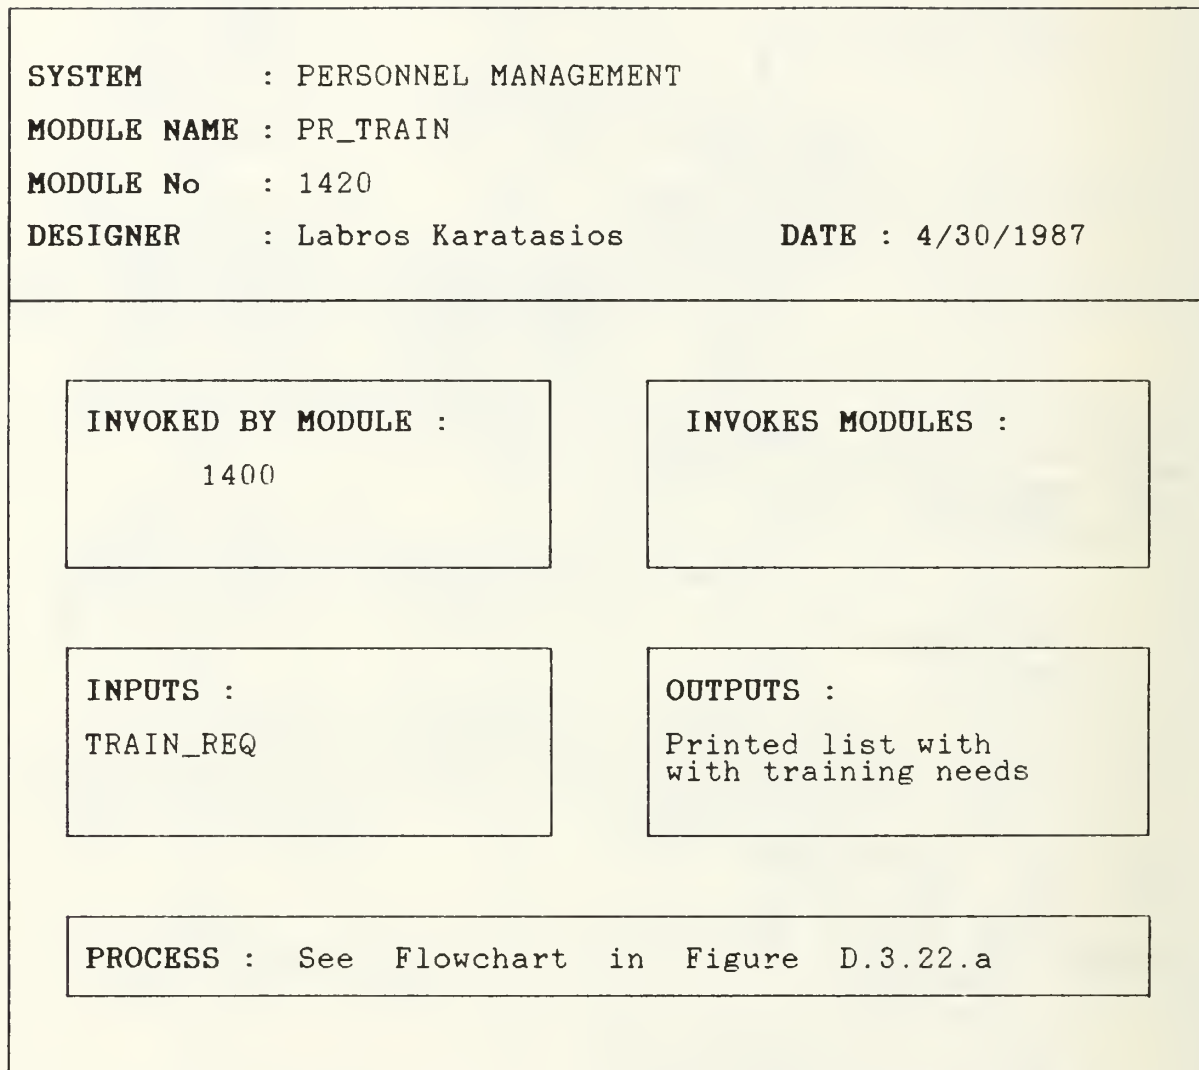 SYSTEM : PERSONNEL MANAGEMENT
MODULE NAME : PR_TRAIN
MODULE No : 1420
DESIGNER : Labros Karatasios DATE : 4/30/1987
INVOKED BY MODULE :
1400
INVOKES MODULES :
INPUTS :
TRAIN_REQ
OUTPUTS :
Printed list with
with training needs
PROCESS : See Flowchart in Figure D.3.22.a